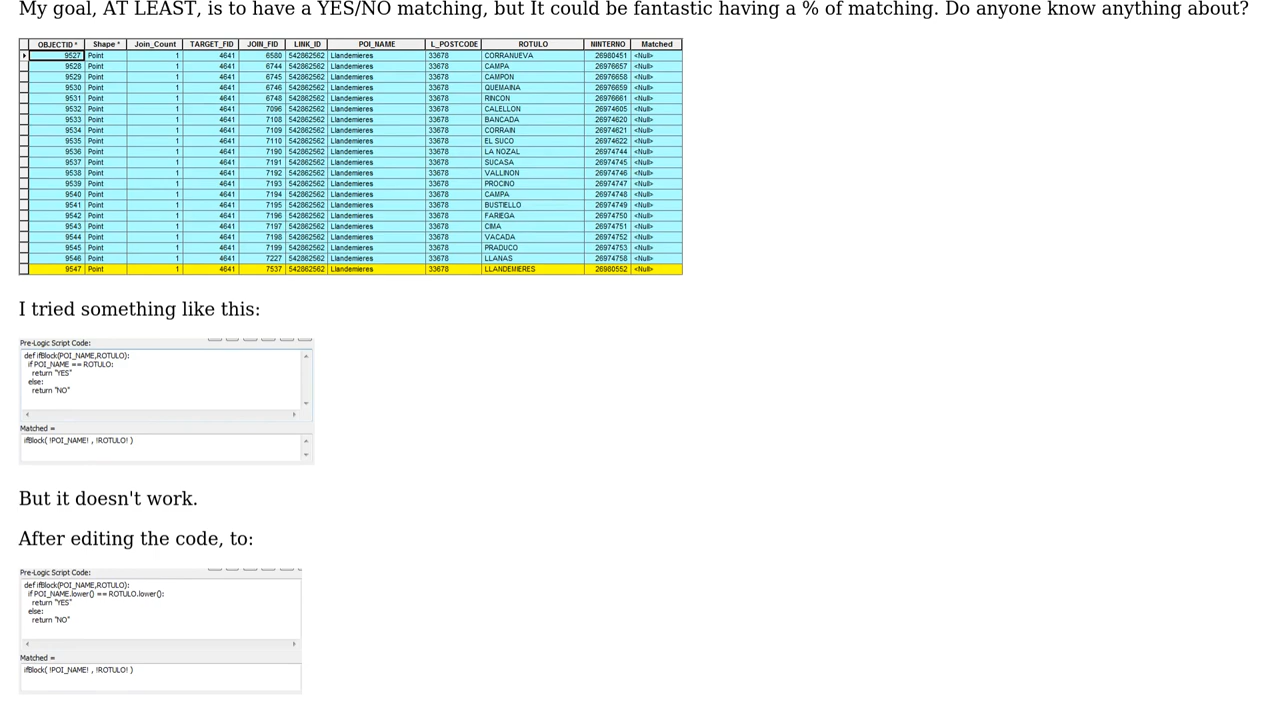 My goal, AT LEAST, is to have a YES/NO matching, but It could be fantastic having a % of matching. Do anyone know anything about?
OBJECTID * Shape * Join_Count TARGET_FID JOIN_FID LINK_ID POI_NAME L_POSTCODE ROTULO NINTERNO Matched
9527 Point 1 4641 6580 542862562 Llandemieres 33678 CORRANUEVA 26980451 <Null>
9528 Point 1 4641 6744 542862562 Llandemieres 33678 CAMPA 26976657 <Null>
9529 Point 1 4641 6745 542862562 Llandemieres 33678 CAMPON 26976658 <Null>
9530 Point 1 4641 6746 542862562 Llandemieres 33678 QUEMAINA 26976659 <Null>
9531 Point 1 4641 6748 542862562 Llandemieres 33678 RINCON 26976661 <Null>
9532 Point 1 4641 7096 542862562 Llandemieres 33678 CALELLON 26974605 <Null>
9533 Point 1 4641 7108 542862562 Llandemieres 33678 BANCADA 26974620 <Null>
9534 Point 1 4641 7109 542862562 Llandemieres 33678 CORRAIN 26974621 <Null>
9535 Point 1 4641 7110 542862562 Llandemieres 33678 EL SUCO 26974622 <Null>
9536 Point 1 4641 7190 542862562 Llandemieres 33678 LA NOZAL 26974744 <Null>
9537 Point 1 4641 7191 542862562 Llandemieres 33678 SUCASA 26974745 <Null>
9538 Point 1 4641 7192 542862562 Llandemieres 33678 VALLINON 26974746 <Null>
9539 Point 1 4641 7193 542862562 Llandemieres 33678 PROCINO 26974747 <Null>
9540 Point 1 4641 7194 542862562 Llandemieres 33678 CAMPA 26974748 <Null>
9541 Point 1 4641 7195 542862562 Llandemieres 33678 BUSTIELLO 26974749 <Null>
9542 Point 1 4641 7196 542862562 Llandemieres 33678 FARIEGA 26974750 <Null>
9543 Point 1 4641 7197 542862562 Llandemieres 33678 CIMA 26974751 <Null>
9544 Point 1 4641 7198 542862562 Llandemieres 33678 VACADA 26974752 <Null>
9545 Point 1 4641 7199 542862562 Llandemieres 33678 PRADUCO 26974753 <Null>
9546 Point 1 4641 7227 542862562 Llandemieres 33678 LLANAS 26974758 <Null>
9547 Point 1 4641 7537 542862562 Llandemieres 33678 LLANDEMIERES 26980552 <Null>
I tried something like this:
Pre-Logic Script Code:
def ifBlock(POI_NAME,ROTULO):
if POI_NAME == ROTULO:
return "YES"
else:
return "NO"
Matched =
ifBlock( !POI_NAME! , !ROTULO! )
But it doesn't work.
After editing the code, to:
Pre-Logic Script Code:
def ifBlock(POI_NAME,ROTULO):
if POI_NAME.lower() == ROTULO.lower():
return "YES"
else:
return "NO"
Matched =
ifBlock( !POI_NAME! , !ROTULO! )